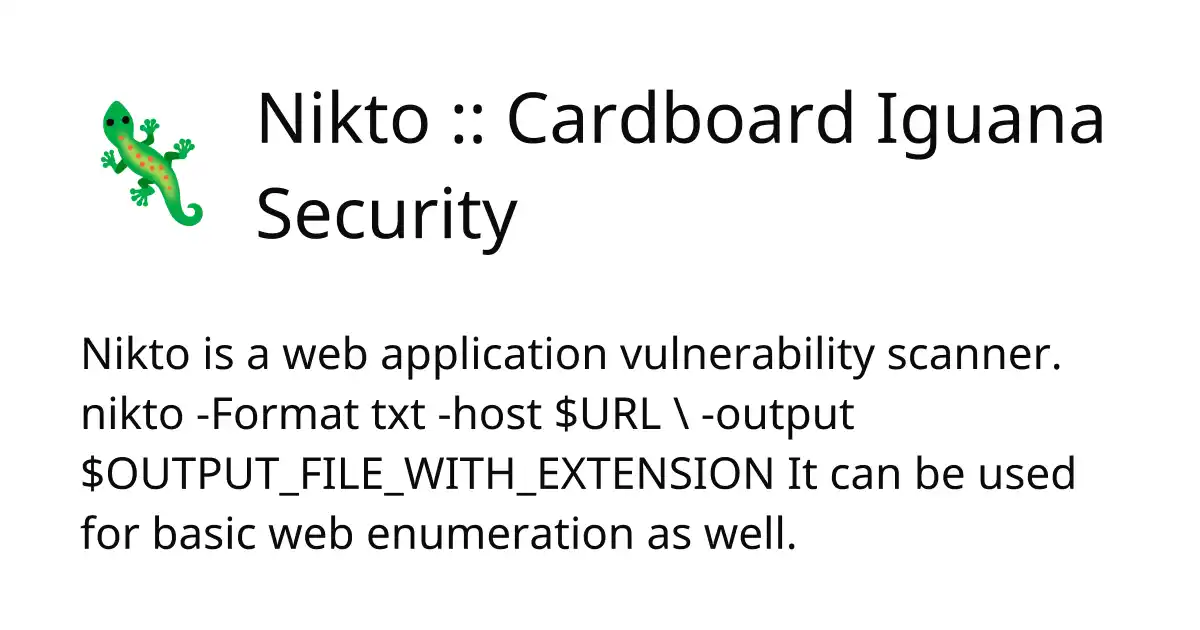 Nikto :: Cardboard Iguana
Security
Nikto is a web application vulnerability scanner.
nikto -Format txt -host $URL \ -output
$OUTPUT_FILE_WITH_EXTENSION It can be used
for basic web enumeration as well.